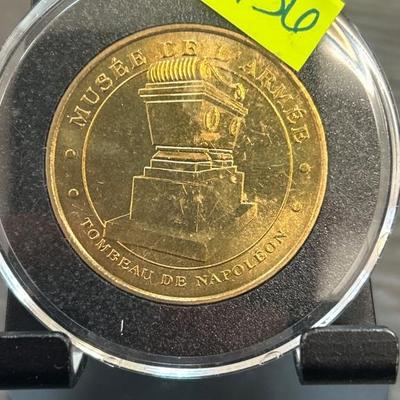 MUSÉE DE L'ARMÉE
TOMBEAU DE NAPOLÉON